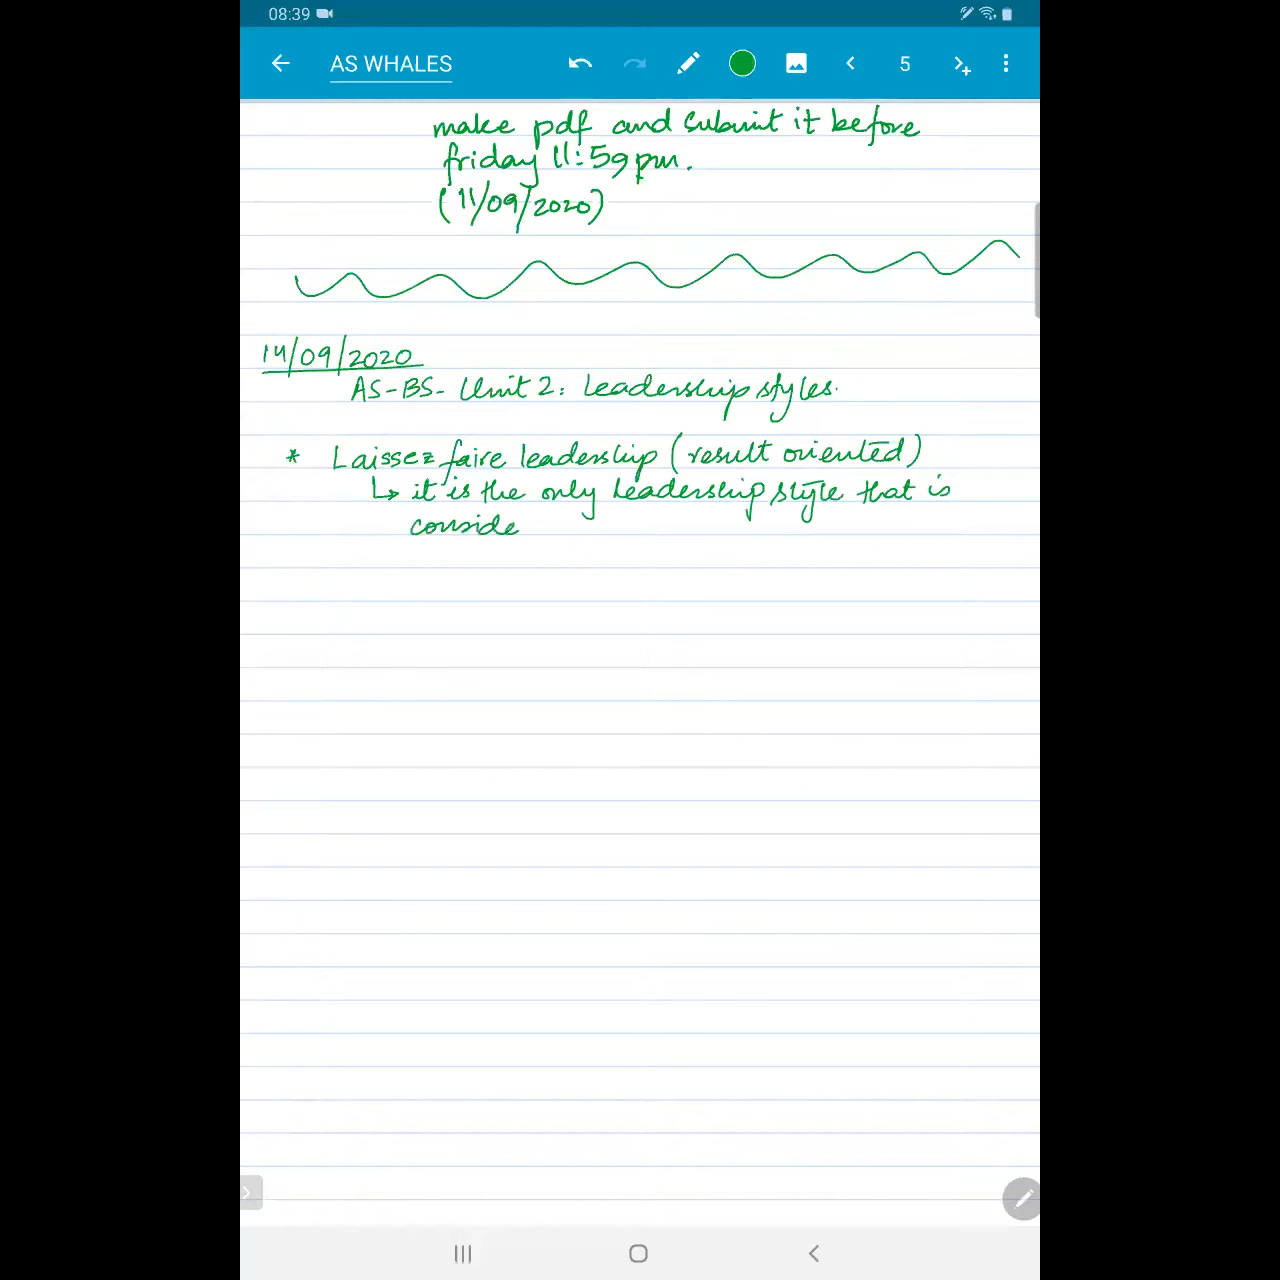 08:39
AS WHALES
5
make pdf and submit it before
friday 11:59pm.
(11/09/2020)
14/09/2020
AS-BS- Unit 2: Leadership styles.
* Laissez faire leadership (result oriented)
↳ it is the only leadership style that is
conside